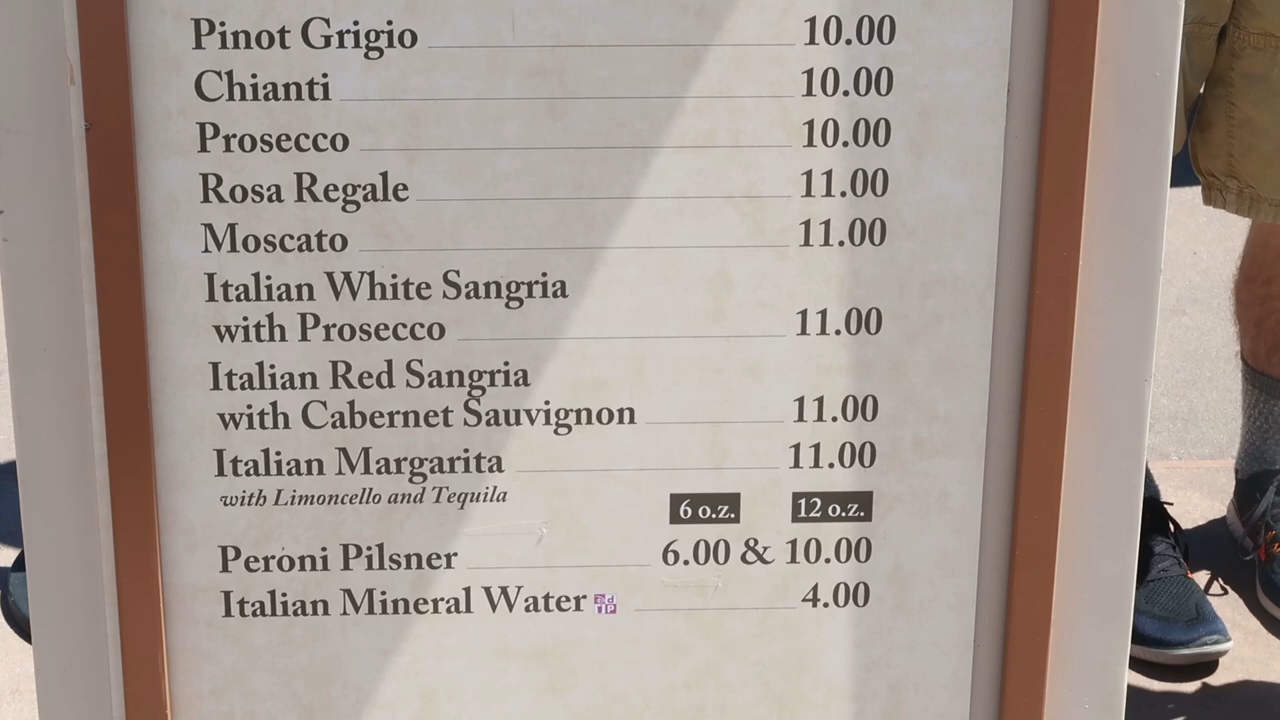 Pinot Grigio 10.00
Chianti 10.00
Prosecco 10.00
Rosa Regale 11.00
Moscato 11.00
Italian White Sangria
with Prosecco 11.00
Italian Red Sangria
with Cabernet Sauvignon 11.00
Italian Margarita 11.00
with Limoncello and Tequila
6 o.z. 12 o.z.
Peroni Pilsner 6.00 & 10.00
Italian Mineral Water 4.00